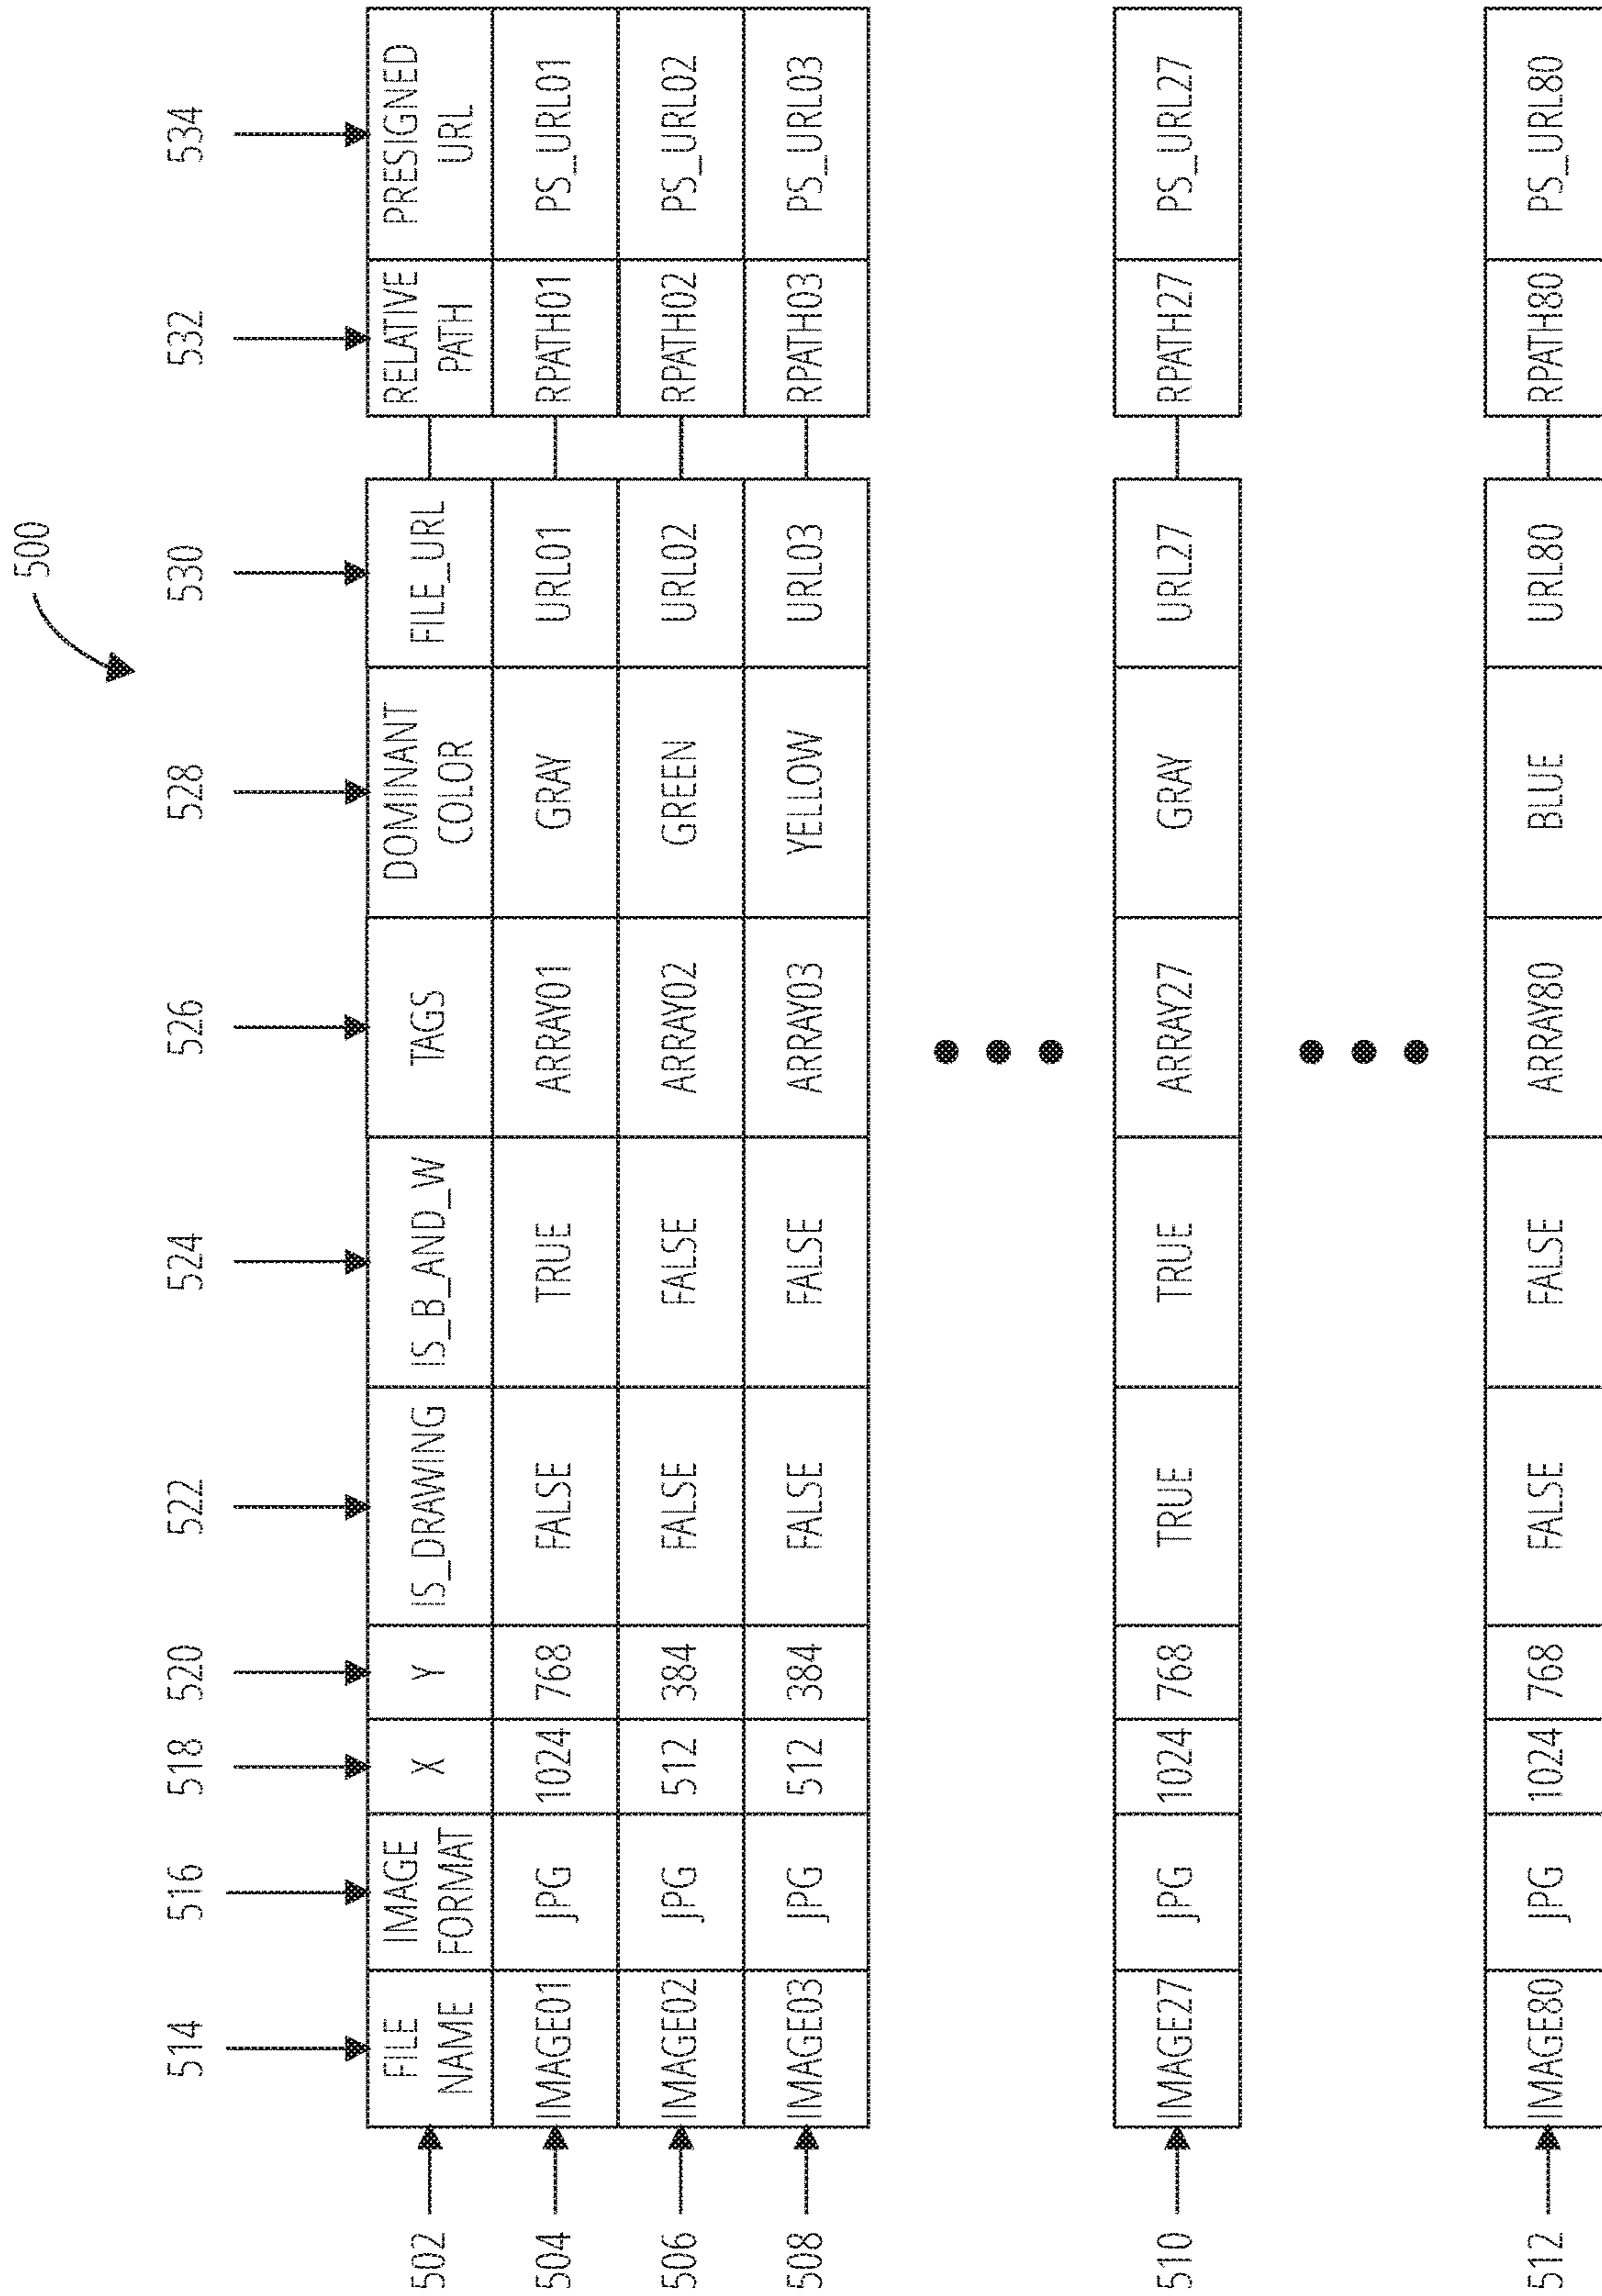 500
514 516 518 520 522 524 526 528 530 532 534
502 FILE NAME IMAGE FORMAT X Y IS_DRAWING IS_B_AND_W TAGS DOMINANT COLOR FILE_URL RELATIVE PATH PRESIGNED URL
504 IMAGE01 JPG 1024 768 FALSE TRUE ARRAY01 GRAY URL01 RPATH01 PS_URL01
506 IMAGE02 JPG 512 384 FALSE FALSE ARRAY02 GREEN URL02 RPATH02 PS_URL02
508 IMAGE03 JPG 512 384 FALSE FALSE ARRAY03 YELLOW URL03 RPATH03 PS_URL03
510 IMAGE27 JPG 1024 768 TRUE TRUE ARRAY27 GRAY URL27 RPATH27 PS_URL27
512 IMAGE80 JPG 1024 768 FALSE FALSE ARRAY80 BLUE URL80 RPATH80 PS_URL80